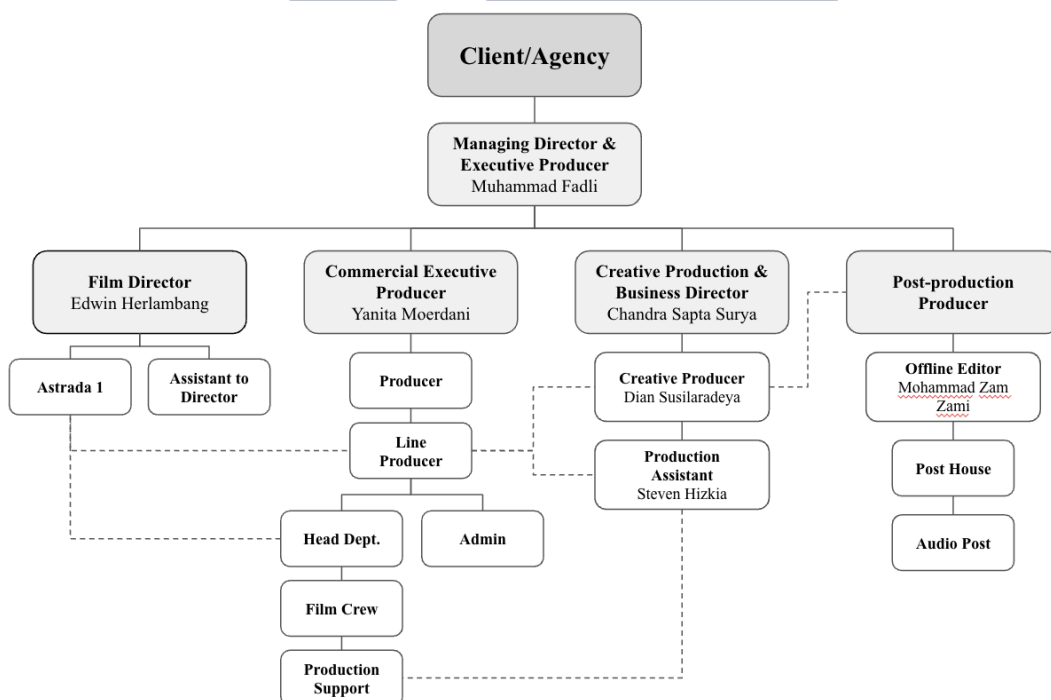 Client/Agency
Managing Director &
Executive Producer
Muhammad Fadli
Film Director
Edwin Herlambang
Commercial Executive
Producer
Yanita Moerdani
Creative Production &
Business Director
Chandra Sapta Surya
Post-production
Producer
Astrada 1
Assistant to
Director
Producer
Creative Producer
Dian Susilaradeya
Offline Editor
Mohammad Zam
Zami
Line
Producer
Production
Assistant
Steven Hizkia
Post House
Head Dept.
Admin
Audio Post
Film Crew
Production
Support